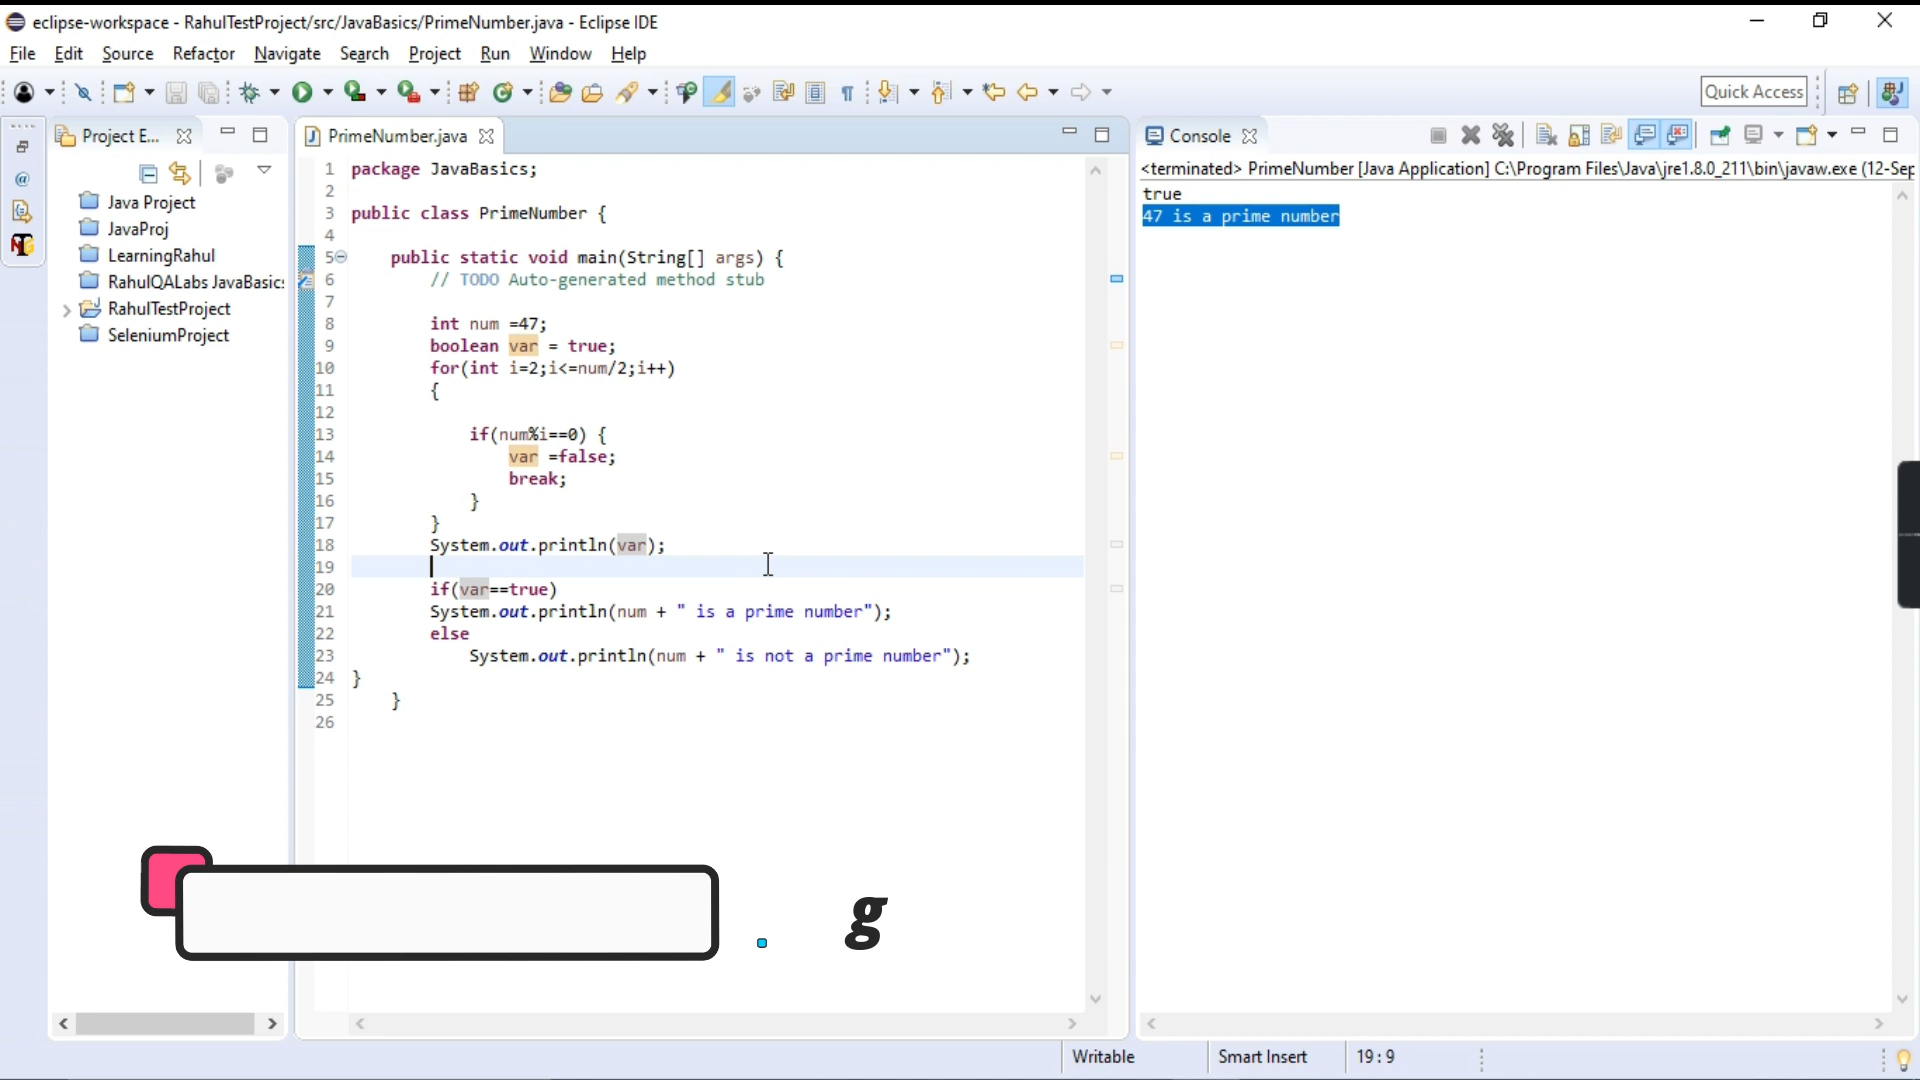 eclipse-workspace - RahulTestProject/src/JavaBasics/PrimeNumber.java - Eclipse IDE
File Edit Source Refactor Navigate Search Project Run Window Help
Quick Access
Project E...
Java Project
JavaProj
LearningRahul
RahulQALabs JavaBasic
RahulTestProject
SeleniumProject
PrimeNumber.java
1 package JavaBasics;
2
3 public class PrimeNumber {
4
5 public static void main(String[] args) {
6 // TODO Auto-generated method stub
7
8 int num =47;
9 boolean var = true;
10 for(int i=2;i<=num/2;i++)
11 {
12
13 if(num%i==0) {
14 var =false;
15 break;
16 }
17 }
18 System.out.println(var);
19
20 if(var==true)
21 System.out.println(num + " is a prime number");
22 else
23 System.out.println(num + " is not a prime number");
24 }
25 }
26
Console
<terminated> PrimeNumber [Java Application] C:\Program Files\Java\jre1.8.0_211\bin\javaw.exe (12-Sep
true
47 is a prime number
g
Writable Smart Insert 19 : 9